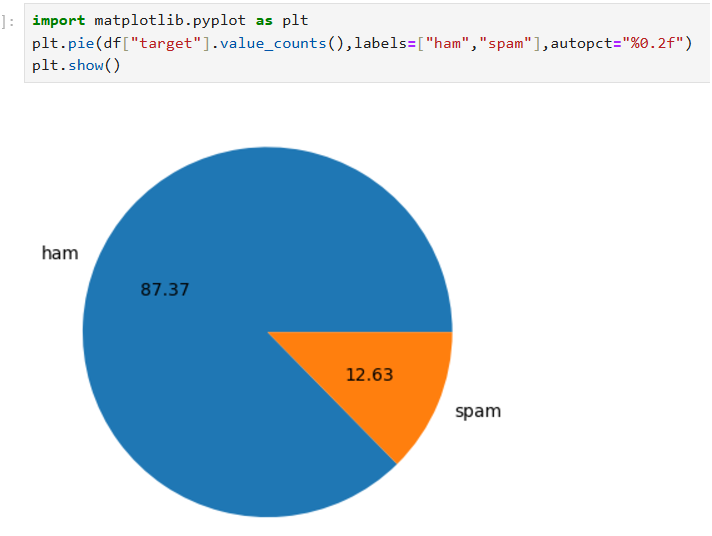 ]:
import matplotlib.pyplot as plt
plt.pie(df["target"].value_counts(),labels=["ham","spam"],autopct="%0.2f")
plt.show()
ham
87.37
12.63
spam